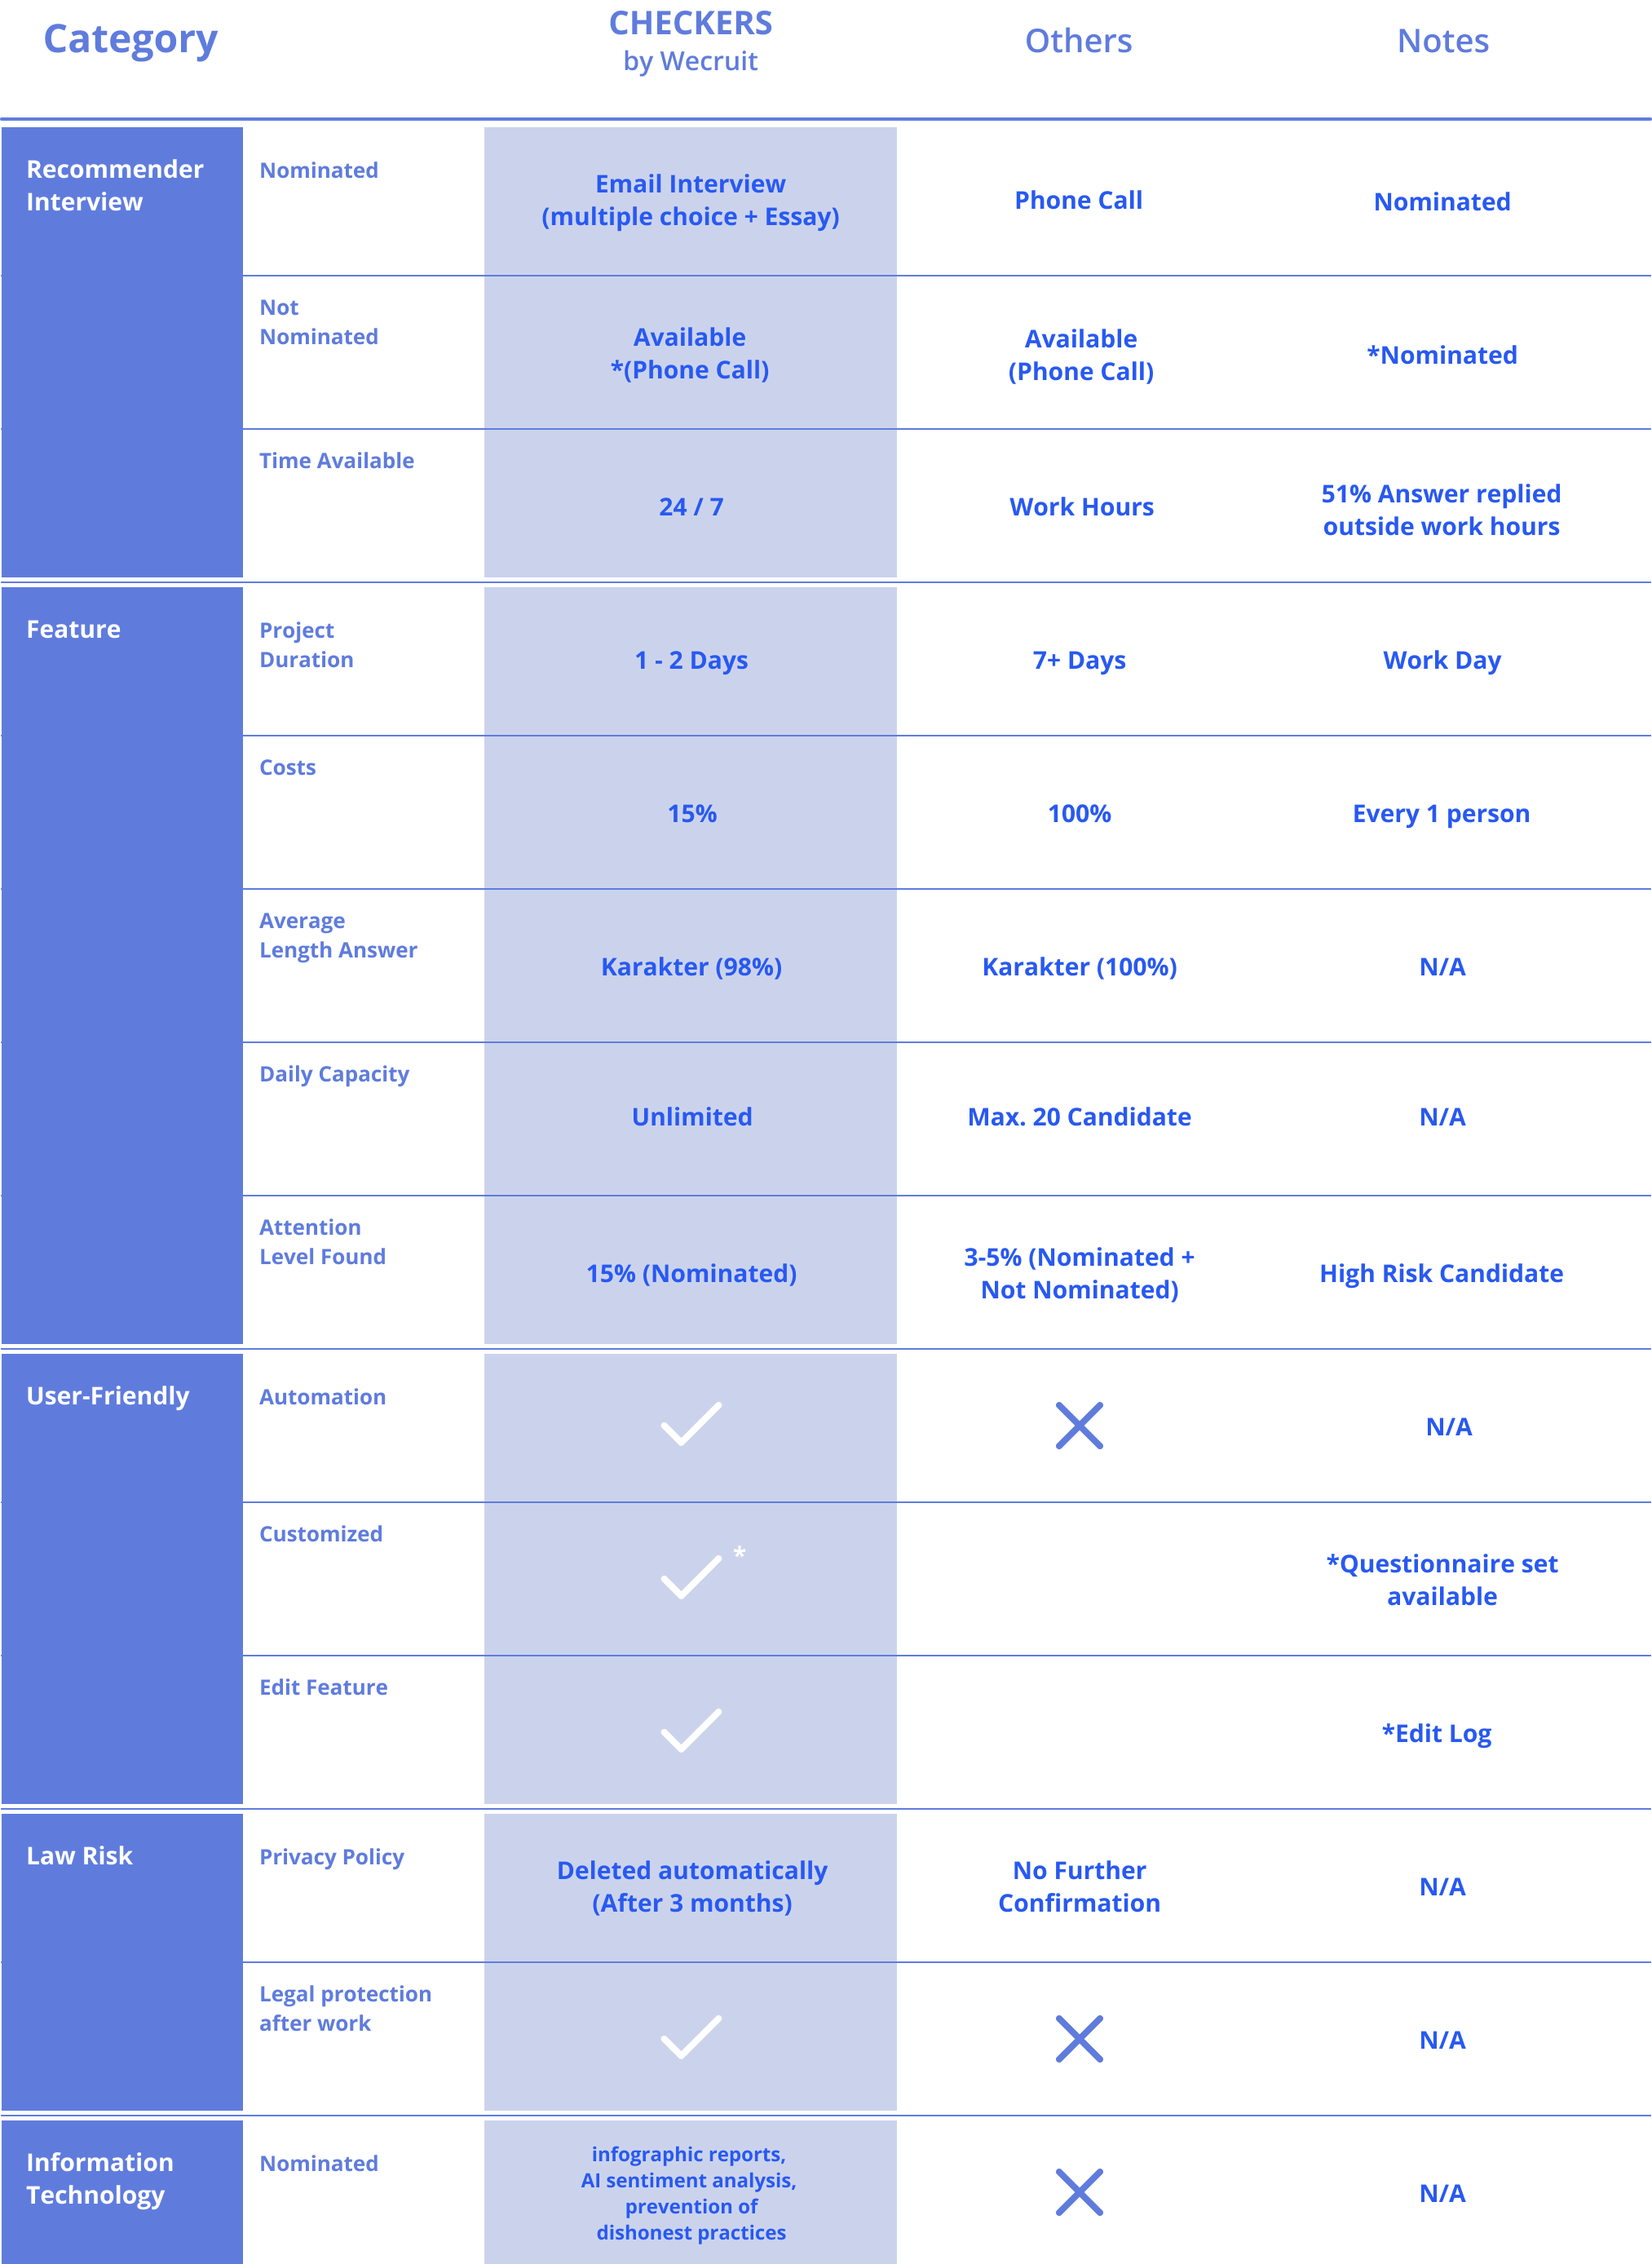 Category
CHECKERS
by Wecruit
Others
Notes
Recommender
Interview
Nominated
Email Interview
(multiple choice + Essay)
Phone Call
Nominated
Not
Nominated
Available
*(Phone Call)
Available
(Phone Call)
*Nominated
Time Available
24 / 7
Work Hours
51% Answer replied
outside work hours
Feature
Project
Duration
1 - 2 Days
7+ Days
Work Day
Costs
15%
100%
Every 1 person
Average
Length Answer
Karakter (98%)
Karakter (100%)
N/A
Daily Capacity
Unlimited
Max. 20 Candidate
N/A
Attention
Level Found
15% (Nominated)
3-5% (Nominated +
Not Nominated)
High Risk Candidate
User-Friendly
Automation
N/A
Customized
*
*Questionnaire set
available
Edit Feature
*Edit Log
Law Risk
Privacy Policy
Deleted automatically
(After 3 months)
No Further
Confirmation
N/A
Legal protection
after work
N/A
Information
Technology
Nominated
infographic reports,
AI sentiment analysis,
prevention of
dishonest practices
N/A